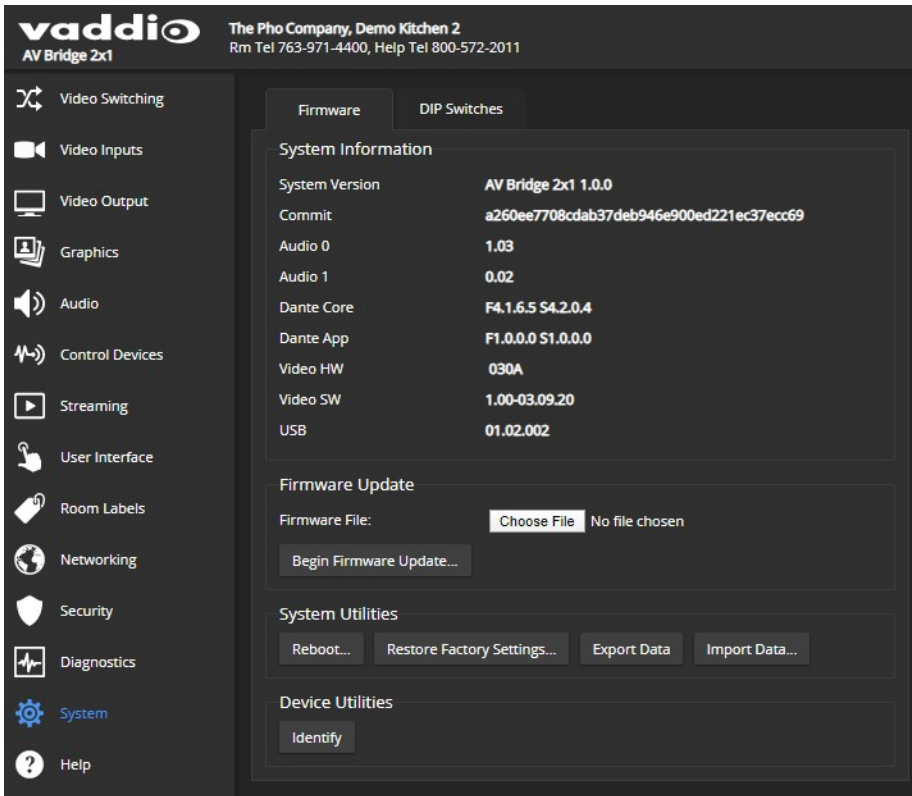 vaddio
AV Bridge 2x1
The Pho Company, Demo Kitchen 2
Rm Tel 763-971-4400, Help Tel 800-572-2011
Video Switching
Video Inputs
Video Output
Graphics
Audio
Control Devices
Streaming
User Interface
Room Labels
Networking
Security
Diagnostics
System
? Help
Firmware DIP Switches
System Information
System Version AV Bridge 2x1 1.0.0
Commit a260ee7708cdab37deb946e900ed221ec37ecc69
Audio 0 1.03
Audio 1 0.02
Dante Core F4.1.6.5 S4.2.0.4
Dante App F1.0.0.0 S1.0.0.0
Video HW 030A
Video SW 1.00-03.09.20
USB 01.02.002
Firmware Update
Firmware File: Choose File No file chosen
Begin Firmware Update...
System Utilities
Reboot... Restore Factory Settings... Export Data Import Data...
Device Utilities
Identify